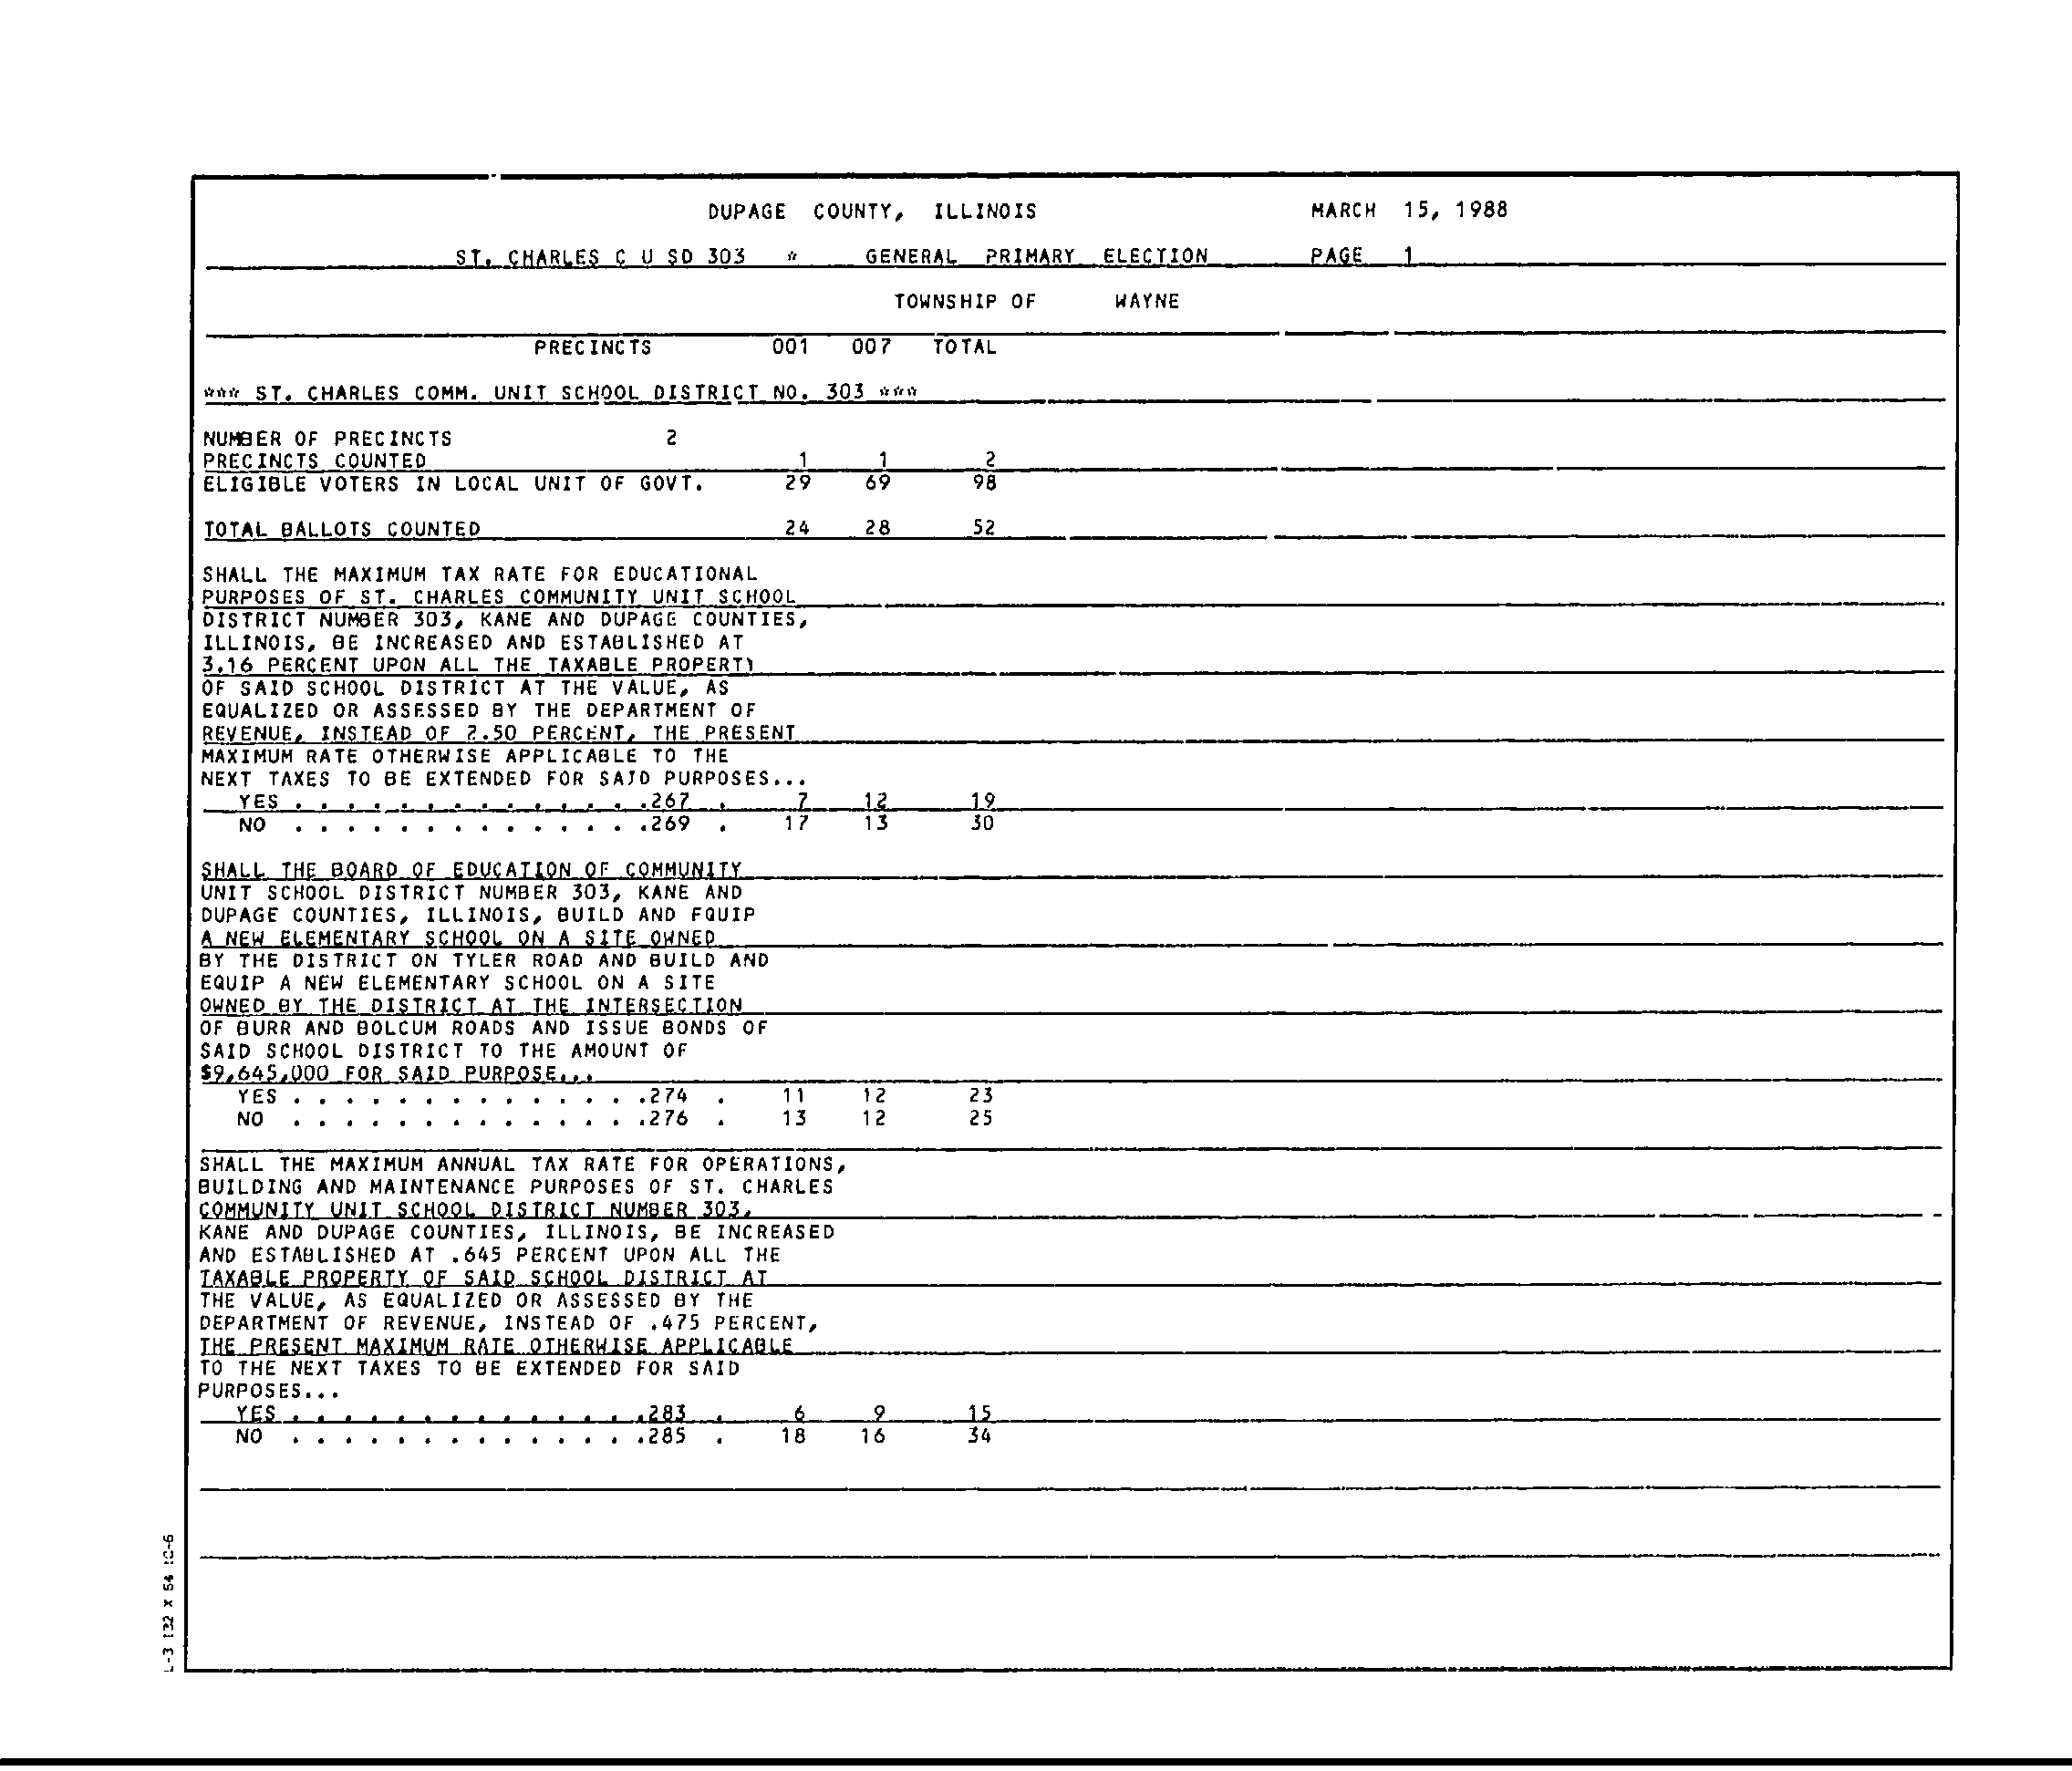 DUPAGE COUNTY, ILLINOIS MARCH 15, 1988
ST. CHARLES C U SD 303 * GENERAL PRIMARY ELECTION PAGE 1
TOWNSHIP OF WAYNE
PRECINCTS 001 007 TOTAL
*** ST. CHARLES COMM. UNIT SCHOOL DISTRICT NO. 303 ***
NUMBER OF PRECINCTS 2
PRECINCTS COUNTED 1 1 2
ELIGIBLE VOTERS IN LOCAL UNIT OF GOVT. 29 69 98
TOTAL BALLOTS COUNTED 24 28 52
SHALL THE MAXIMUM TAX RATE FOR EDUCATIONAL
PURPOSES OF ST. CHARLES COMMUNITY UNIT SCHOOL
DISTRICT NUMBER 303, KANE AND DUPAGE COUNTIES,
ILLINOIS, BE INCREASED AND ESTABLISHED AT
3.16 PERCENT UPON ALL THE TAXABLE PROPERTY
OF SAID SCHOOL DISTRICT AT THE VALUE, AS
EQUALIZED OR ASSESSED BY THE DEPARTMENT OF
REVENUE, INSTEAD OF 2.50 PERCENT, THE PRESENT
MAXIMUM RATE OTHERWISE APPLICABLE TO THE
NEXT TAXES TO BE EXTENDED FOR SAID PURPOSES...
YES . . . . . . . . . . . . . .267 . 7 12 19
NO . . . . . . . . . . . . . .269 . 17 13 30
SHALL THE BOARD OF EDUCATION OF COMMUNITY
UNIT SCHOOL DISTRICT NUMBER 303, KANE AND
DUPAGE COUNTIES, ILLINOIS, BUILD AND EQUIP
A NEW ELEMENTARY SCHOOL ON A SITE OWNED
BY THE DISTRICT ON TYLER ROAD AND BUILD AND
EQUIP A NEW ELEMENTARY SCHOOL ON A SITE
OWNED BY THE DISTRICT AT THE INTERSECTION
OF BURR AND BOLCUM ROADS AND ISSUE BONDS OF
SAID SCHOOL DISTRICT TO THE AMOUNT OF
$9,645,000 FOR SAID PURPOSE...
YES . . . . . . . . . . . . . .274 . 11 12 23
NO . . . . . . . . . . . . . .276 . 13 12 25
SHALL THE MAXIMUM ANNUAL TAX RATE FOR OPERATIONS,
BUILDING AND MAINTENANCE PURPOSES OF ST. CHARLES
COMMUNITY UNIT SCHOOL DISTRICT NUMBER 303,
KANE AND DUPAGE COUNTIES, ILLINOIS, BE INCREASED
AND ESTABLISHED AT .645 PERCENT UPON ALL THE
TAXABLE PROPERTY OF SAID SCHOOL DISTRICT AT
THE VALUE, AS EQUALIZED OR ASSESSED BY THE
DEPARTMENT OF REVENUE, INSTEAD OF .475 PERCENT,
THE PRESENT MAXIMUM RATE OTHERWISE APPLICABLE
TO THE NEXT TAXES TO BE EXTENDED FOR SAID
PURPOSES...
YES . . . . . . . . . . . . . .283 . 6 9 15
NO . . . . . . . . . . . . . .285 . 18 16 34
L-3 132 X 54 10-6